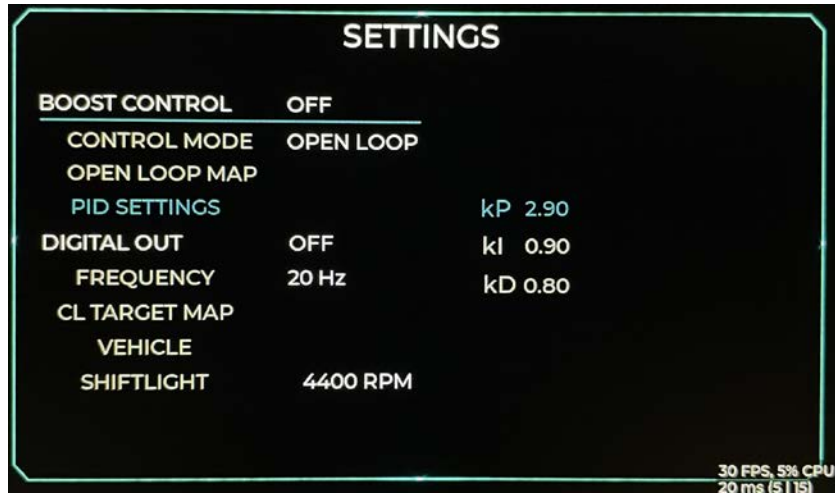 SETTINGS
BOOST CONTROL OFF
CONTROL MODE OPEN LOOP
OPEN LOOP MAP
PID SETTINGS kP 2.90
DIGITAL OUT OFF kI 0.90
FREQUENCY 20 Hz kD 0.80
CL TARGET MAP
VEHICLE
SHIFTLIGHT 4400 RPM
30 FPS, 5% CPU
20 ms (5 | 15)